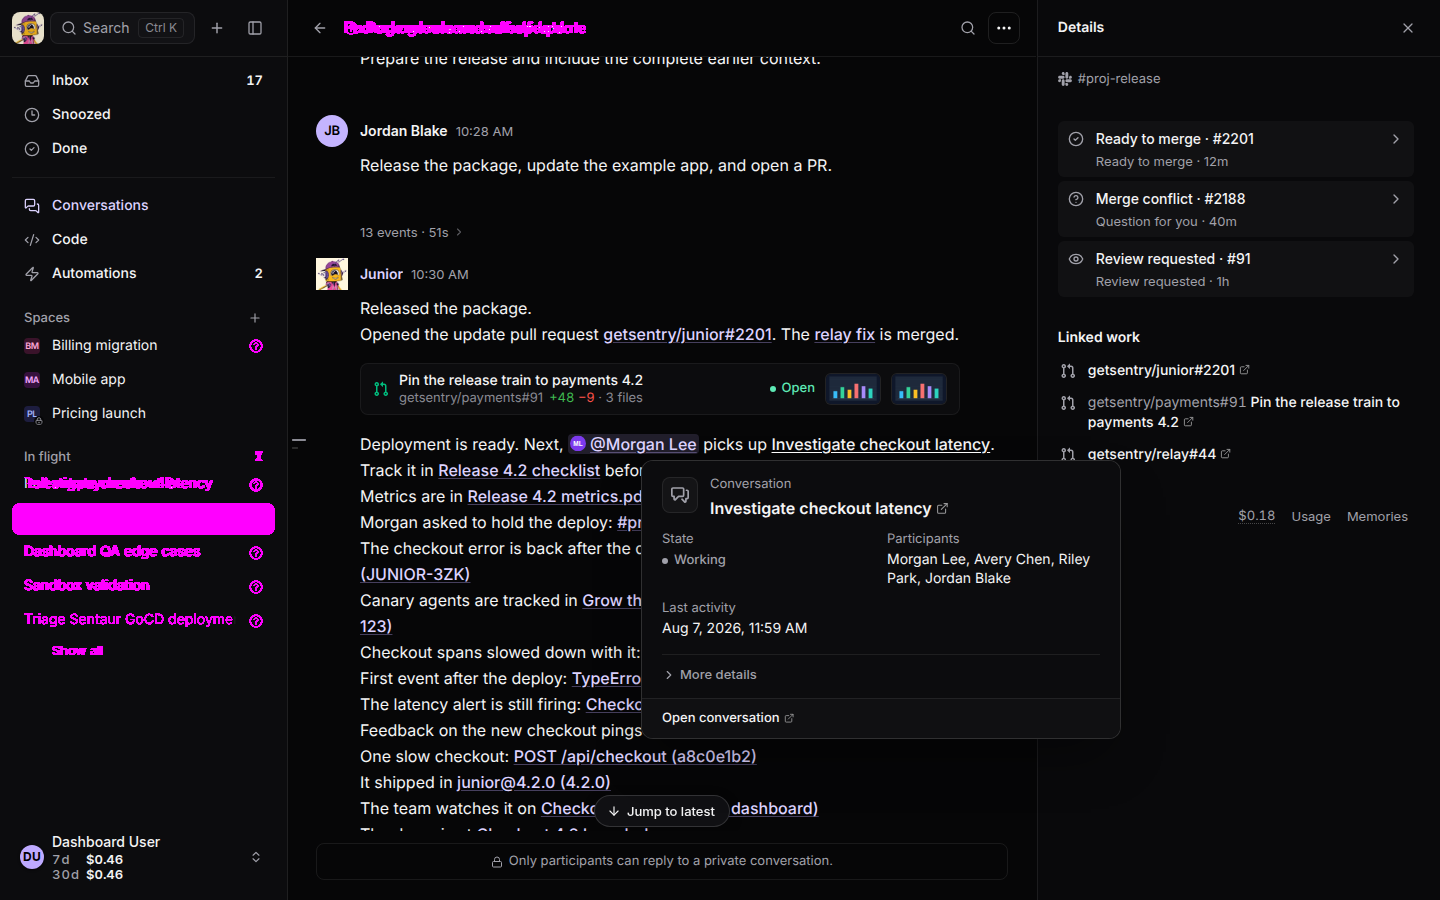 Search Ctrl K
Inbox 17
Snoozed
Done
Conversations
Code
Automations 2
Spaces
BM Billing migration
MA Mobile app
PL Pricing launch
In flight
Dashboard QA edge cases
Sandbox validation
Triage Sentaur GoCD deployme
Show all
DU Dashboard User
7d $0.46
30d $0.46
Prepare the release and include the complete earlier context.
JB Jordan Blake 10:28 AM
Release the package, update the example app, and open a PR.
13 events · 51s
Junior 10:30 AM
Released the package.
Opened the update pull request getsentry/junior#2201. The relay fix is merged.
Pin the release train to payments 4.2
getsentry/payments#91 +48 −9 · 3 files
Open
Deployment is ready. Next, ML @Morgan Lee picks up Investigate checkout latency.
Track it in Release 4.2 checklist
Metrics are in Release 4.2
Morgan asked to hold the deploy:
The checkout error is back after the
(JUNIOR-3ZK)
Canary agents are tracked in Grow
123)
Checkout spans slowed down with it:
First event after the deploy:
The latency alert is still firing:
Feedback on the new checkout pings
One slow checkout: POST /api/checkout (a8c0e1b2)
It shipped in junior@4.2.0 (4.2.0)
The team watches it on dashboard)
Jump to latest
Only participants can reply to a private conversation.
Conversation
Investigate checkout latency
State
Working
Participants
Morgan Lee, Avery Chen, Riley
Park, Jordan Blake
Last activity
Aug 7, 2026, 11:59 AM
More details
Open conversation
Details
#proj-release
Ready to merge · #2201
Ready to merge · 12m
Merge conflict · #2188
Question for you · 40m
Review requested · #91
Review requested · 1h
Linked work
getsentry/junior#2201
getsentry/payments#91 Pin the release train to
payments 4.2
getsentry/relay#44
$0.18 Usage Memories